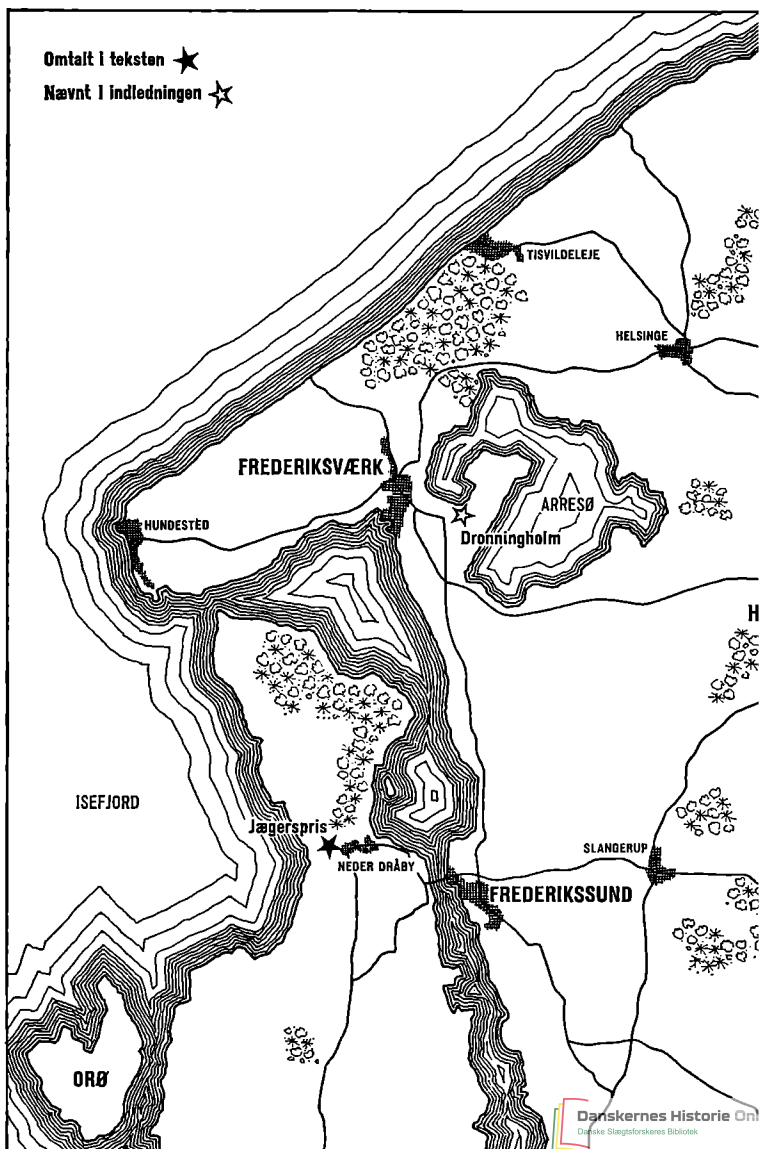 Omtalt i teksten
Nævnt i indledningen
TISVILDELEJE
HELSINGE
FREDERIKSVÆRK
ARRESØ
HUNDESTED
Dronningholm
H
ISEFJORD
Jægerspris
SLANGERUP
NEDER DRÅBY
FREDERIKSSUND
ORØ
Danskernes Historie Onl
Danske Slægtsforskeres Bibliotek